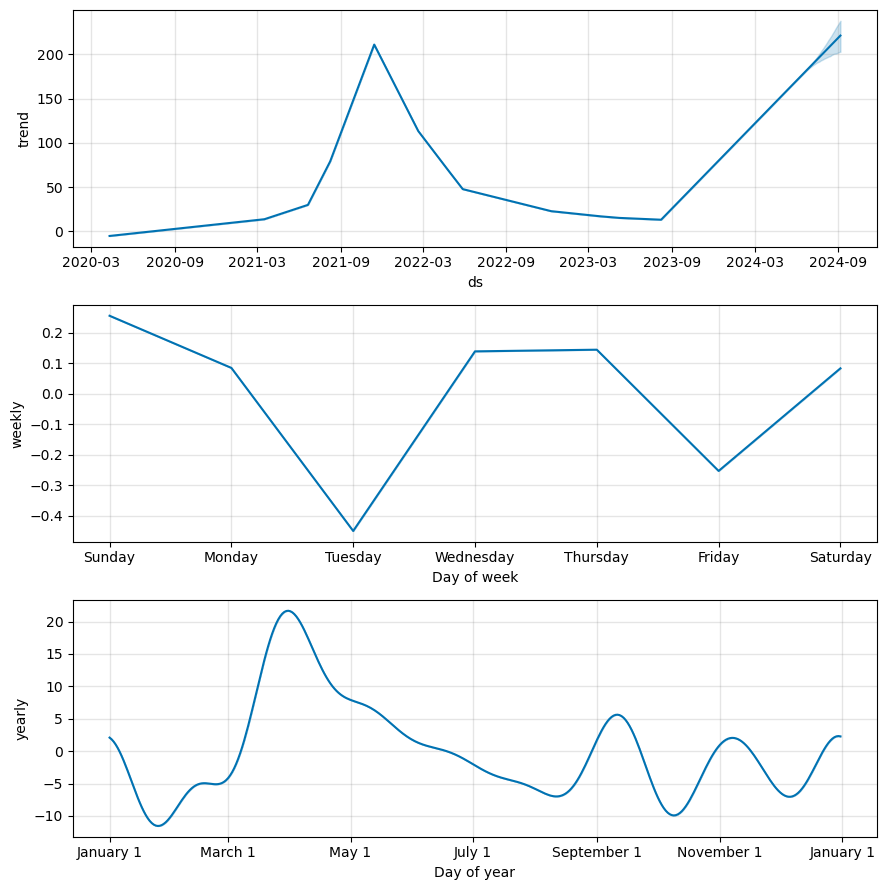 200
150
100
50
0
trend
2020-03 2020-09 2021-03 2021-09 2022-03 2022-09 2023-03 2023-09 2024-03 2024-09
ds
0.2
0.1
0.0
−0.1
−0.2
−0.3
−0.4
weekly
Sunday Monday Tuesday Wednesday Thursday Friday Saturday
Day of week
20
15
10
5
0
−5
−10
yearly
January 1 March 1 May 1 July 1 September 1 November 1 January 1
Day of year